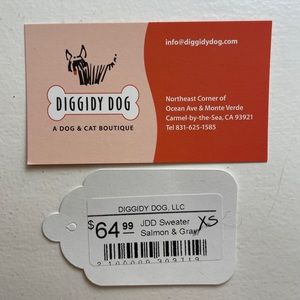 info@diggidydog.com
DIGGIDY DOG
A DOG & CAT BOUTIQUE
Northeast Corner of
Ocean Ave & Monte Verde
Carmel-by-the-Sea, CA 93921
Tel 831-625-1585
DIGGIDY DOG, LLC
$64.99 JDD Sweater XS
Salmon & Gray